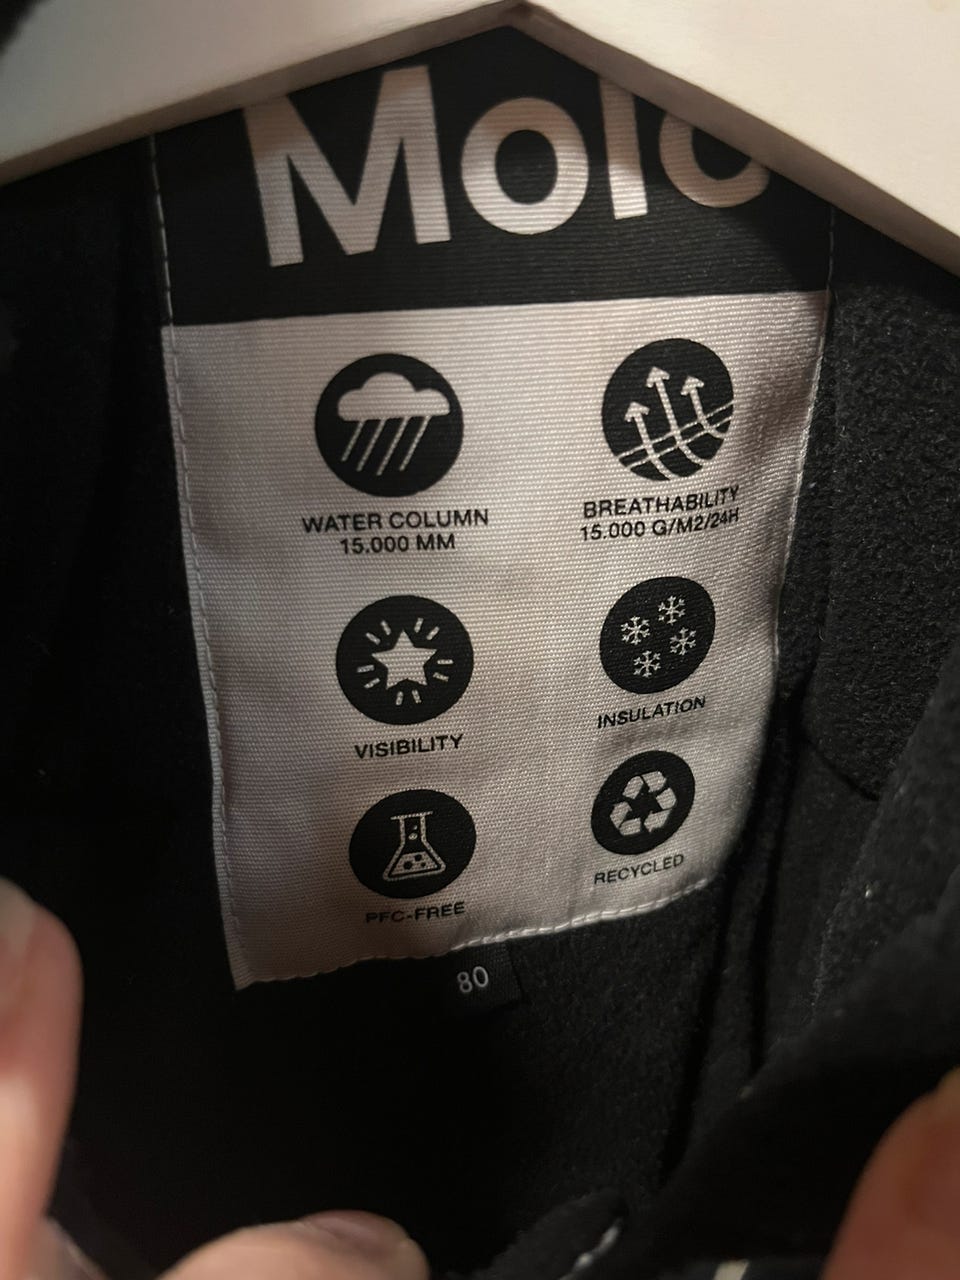 Molo
WATER COLUMN
15.000 MM
BREATHABILITY
15.000 G/M2/24H
VISIBILITY
INSULATION
PFC-FREE
RECYCLED
80